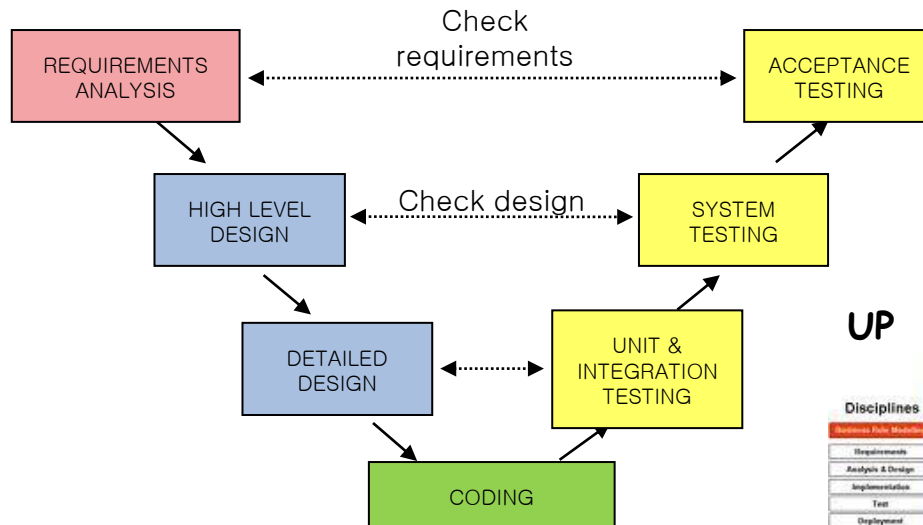 Check
requirements
REQUIREMENTS
ANALYSIS
ACCEPTANCE
TESTING
HIGH LEVEL
DESIGN
Check design
SYSTEM
TESTING
UP
DETAILED
DESIGN
UNIT &
INTEGRATION
TESTING
Disciplines
Requirements
Analysis & Design
Implementation
Test
Deployment
CODING